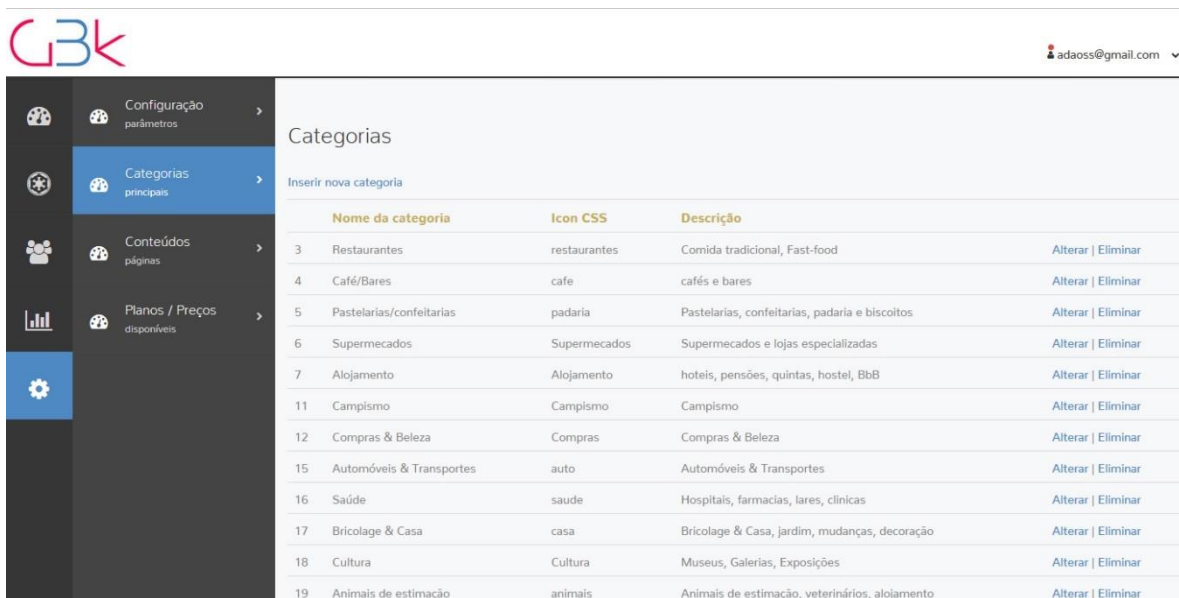 G3k
adaoss@gmail.com
Configuração
parâmetros
Categorias
principais
Conteúdos
páginas
Planos / Preços
disponíveis
Categorias
Inserir nova categoria
Nome da categoria Icon CSS Descrição
3 Restaurantes restaurantes Comida tradicional, Fast-food Alterar | Eliminar
4 Café/Bares cafe cafés e bares Alterar | Eliminar
5 Pastelarias/confeitarias padaria Pastelarias, confeitarias, padaria e biscoitos Alterar | Eliminar
6 Supermecados Supermecados Supermecados e lojas especializadas Alterar | Eliminar
7 Alojamento Alojamento hoteis, pensões, quintas, hostel, BbB Alterar | Eliminar
11 Campismo Campismo Campismo Alterar | Eliminar
12 Compras & Beleza Compras Compras & Beleza Alterar | Eliminar
15 Automóveis & Transportes auto Automóveis & Transportes Alterar | Eliminar
16 Saúde saude Hospitais, farmacias, lares, clinicas Alterar | Eliminar
17 Bricolage & Casa casa Bricolage & Casa, jardim, mudanças, decoração Alterar | Eliminar
18 Cultura Cultura Museus, Galerias, Exposições Alterar | Eliminar
19 Animais de estimação animais Animais de estimação, veterinários, alojamento Alterar | Eliminar